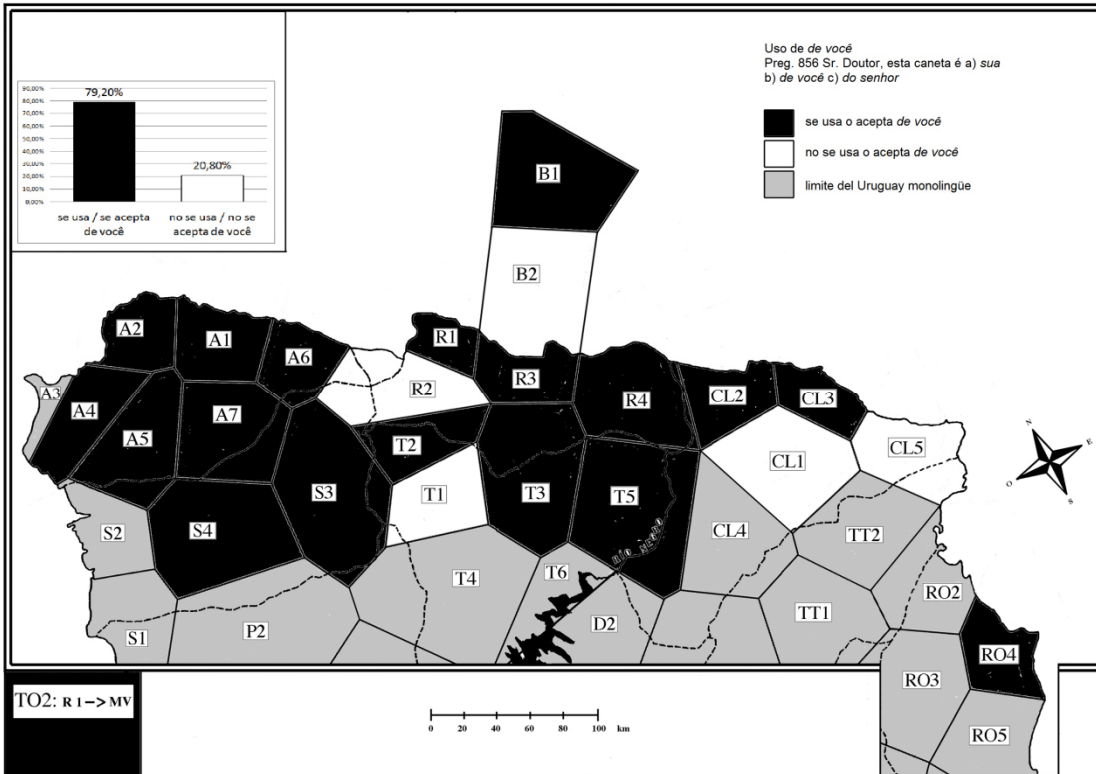 Uso de de você
Preg. 856 Sr. Doutor, esta caneta é a) sua
b) de você c) do senhor
se usa o acepta de você
no se usa o acepta de você
limite del Uruguay monolingüe
90,00%
80,00%
70,00%
60,00%
50,00%
40,00%
30,00%
20,00%
10,00%
0,00%
79,20%
20,80%
se usa / se acepta
de você
no se usa / no se
acepta de você
B1
B2
A2
A1
A6
R1
R3
R2
R4
CL2
CL3
A3
A4
A5
A7
T2
CL1
CL5
S3
T1
T3
T5
S2
S4
CL4
TT2
RÍO NEGRO
T4
T6
S1
P2
D2
TT1
RO2
RO4
RO3
RO5
N
E
O
S
TO2: R 1–> MV
0 20 40 60 80 100 km